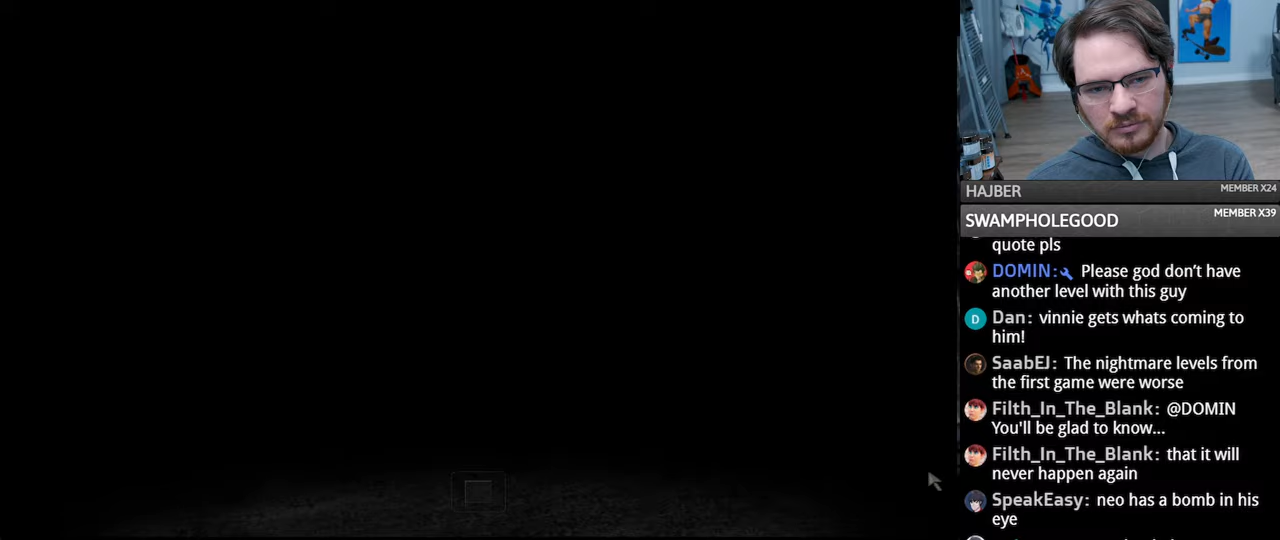 HAJBER
MEMBER X24
SWAMPHOLEGOOD
MEMBER X39
quote pls
DOMIN: Please god don't have
another level with this guy
D
Dan: vinnie gets whats coming to
him!
SaabEJ: The nightmare levels from
the first game were worse
Filth_In_The_Blank: @DOMIN
You'll be glad to know...
Filth_In_The_Blank: that it will
never happen again
SpeakEasy: neo has a bomb in his
eye